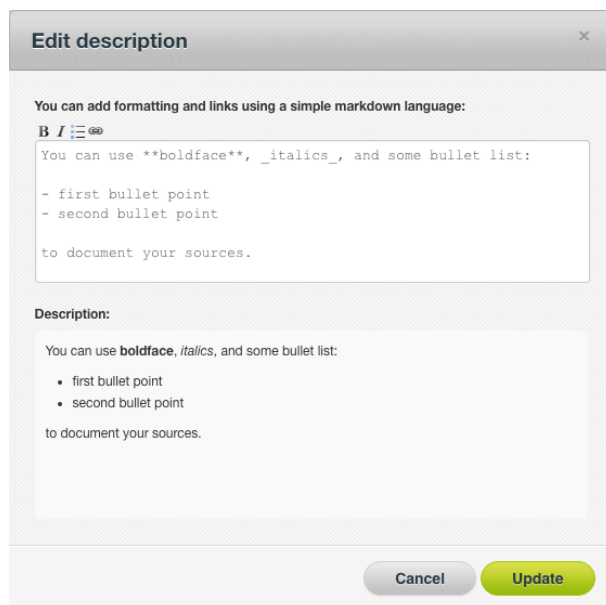 Edit description
×
You can add formatting and links using a simple markdown language:
B I
You can use **boldface**, _italics_, and some bullet list:
- first bullet point
- second bullet point
to document your sources.
Description:
You can use boldface, italics, and some bullet list:
• first bullet point
• second bullet point
to document your sources.
Cancel Update